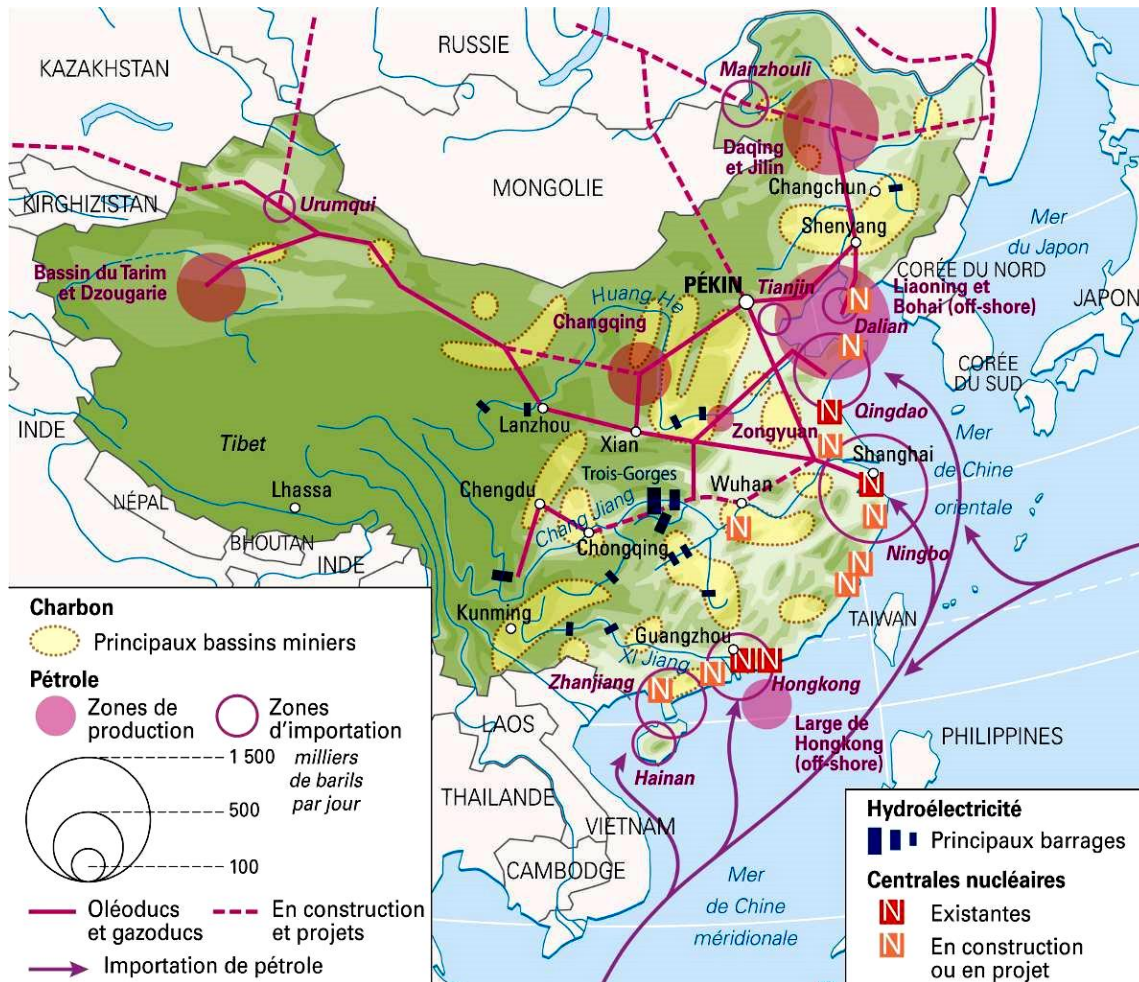 RUSSIE
KAZAKHSTAN
Manzhouli
Daqing
et Jilin
MONGOLIE
Changchun
KIRGHIZISTAN
Urumqui
Shenyang
Mer
du Japon
Bassin du Tarim
et Dzougarie
PÉKIN
Tianjin
CORÉE DU NORD
Liaoning et
Bohai (off-shore)
JAPON
Huang He
Changqing
N
Dalian
N
CORÉE
DU SUD
INDE
Lanzhou
Xian
Zongyuan
N
Qingdao
N
Mer
de Chine
orientale
Tibet
Shanghai
Trois-Gorges
Chengdu
Wuhan
N
Lhassa
NÉPAL
Chang Jiang
N
N
Chongqing
Ningbo
BHOUTAN
INDE
N
N
Kunming
TAIWAN
Guangzhou
XI Jiang
N
N
N
N
Zhanjiang
Hongkong
LAOS
Large de
Hongkong
(off-shore)
PHILIPPINES
Hainan
THAILANDE
VIETNAM
CAMBODGE
Mer
de Chine
méridionale
Charbon
Principaux bassins miniers
Pétrole
Zones de
production
Zones
d'importation
1 500
milliers
de barils
par jour
500
100
Oléoducs
et gazoducs
En construction
et projets
Importation de pétrole
Hydroélectricité
Principaux barrages
Centrales nucléaires
N Existantes
N En construction
ou en projet